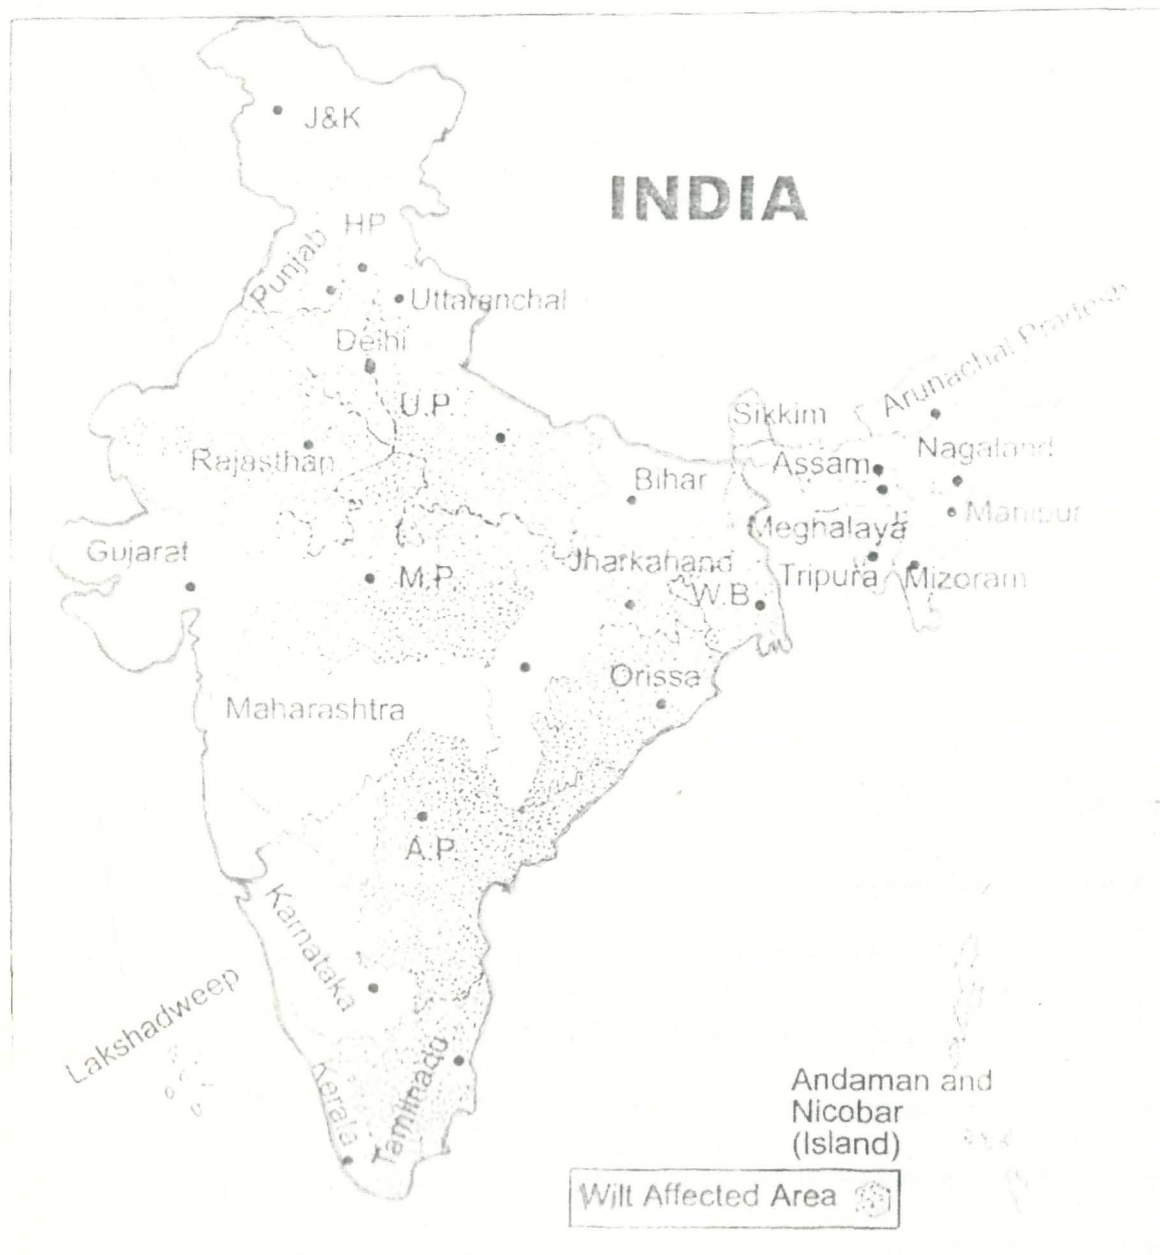 J&K
INDIA
HP
Punjab
Uttaranchal
Delhi
Arunachal Pradesh
U.P.
Sikkim
Rajasthan
Assam
Nagaland
Bihar
Manipur
Meghalaya
Gujarat
Jharkahand
M.P.
Tripura
Mizoram
W.B.
Orissa
Maharashtra
A.P.
Karnataka
Lakshadweep
Kerala
Tamilnadu
Andaman and
Nicobar
(Island)
Wilt Affected Area